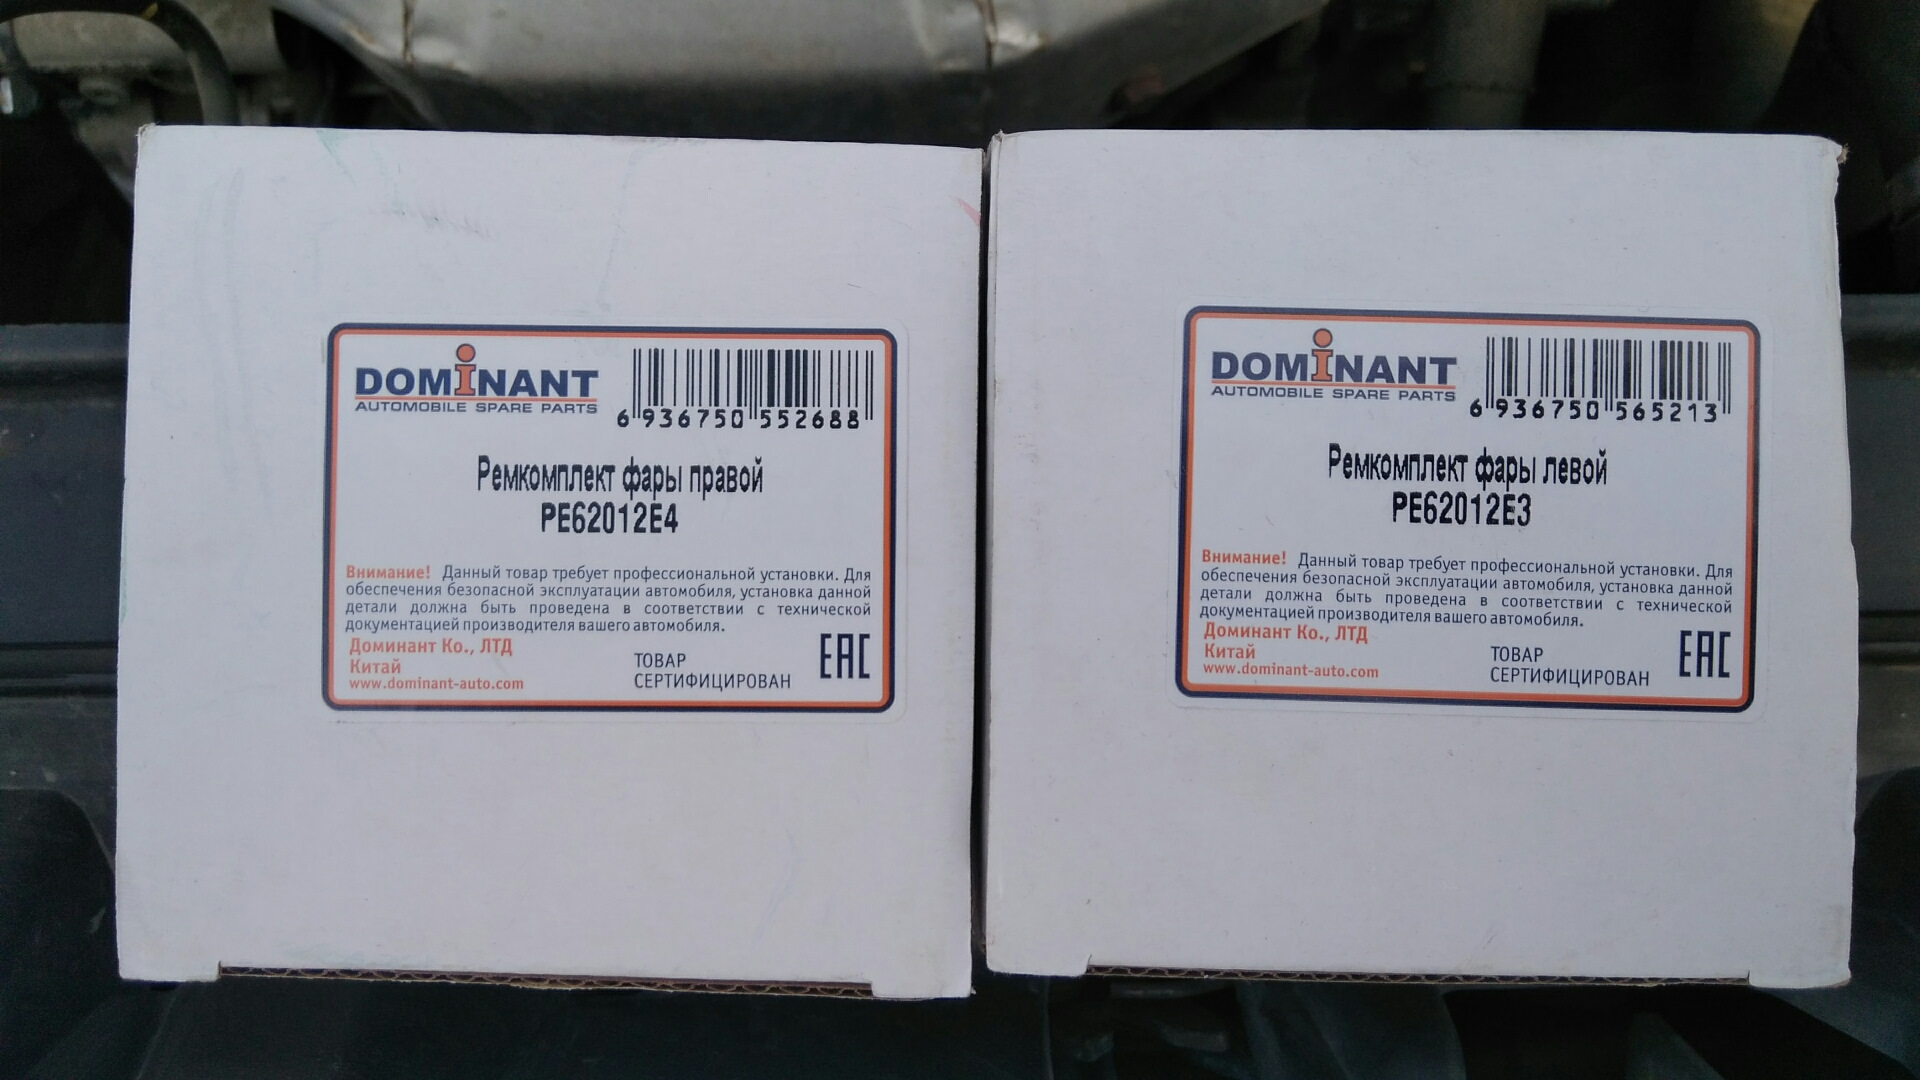 DOMINANT
AUTOMOBILE SPARE PARTS
6 936750 552688
Ремкомплект фары правой
PE62012E4
Внимание! Данный товар требует профессиональной установки. Для
обеспечения безопасной эксплуатации автомобиля, установка данной
детали должна быть проведена в соответствии с технической
документацией производителя вашего автомобиля.
Доминант Ко., ЛТД
Китай
www.dominant-auto.com
ТОВАР
СЕРТИФИЦИРОВАН
EAC
DOMINANT
AUTOMOBILE SPARE PARTS
6 936750 565213
Ремкомплект фары левой
PE62012E3
Внимание! Данный товар требует профессиональной установки. Для
обеспечения безопасной эксплуатации автомобиля, установка данной
детали должна быть проведена в соответствии с технической
документацией производителя вашего автомобиля.
Доминант Ко., ЛТД
Китай
www.dominant-auto.com
ТОВАР
СЕРТИФИЦИРОВАН
EAC